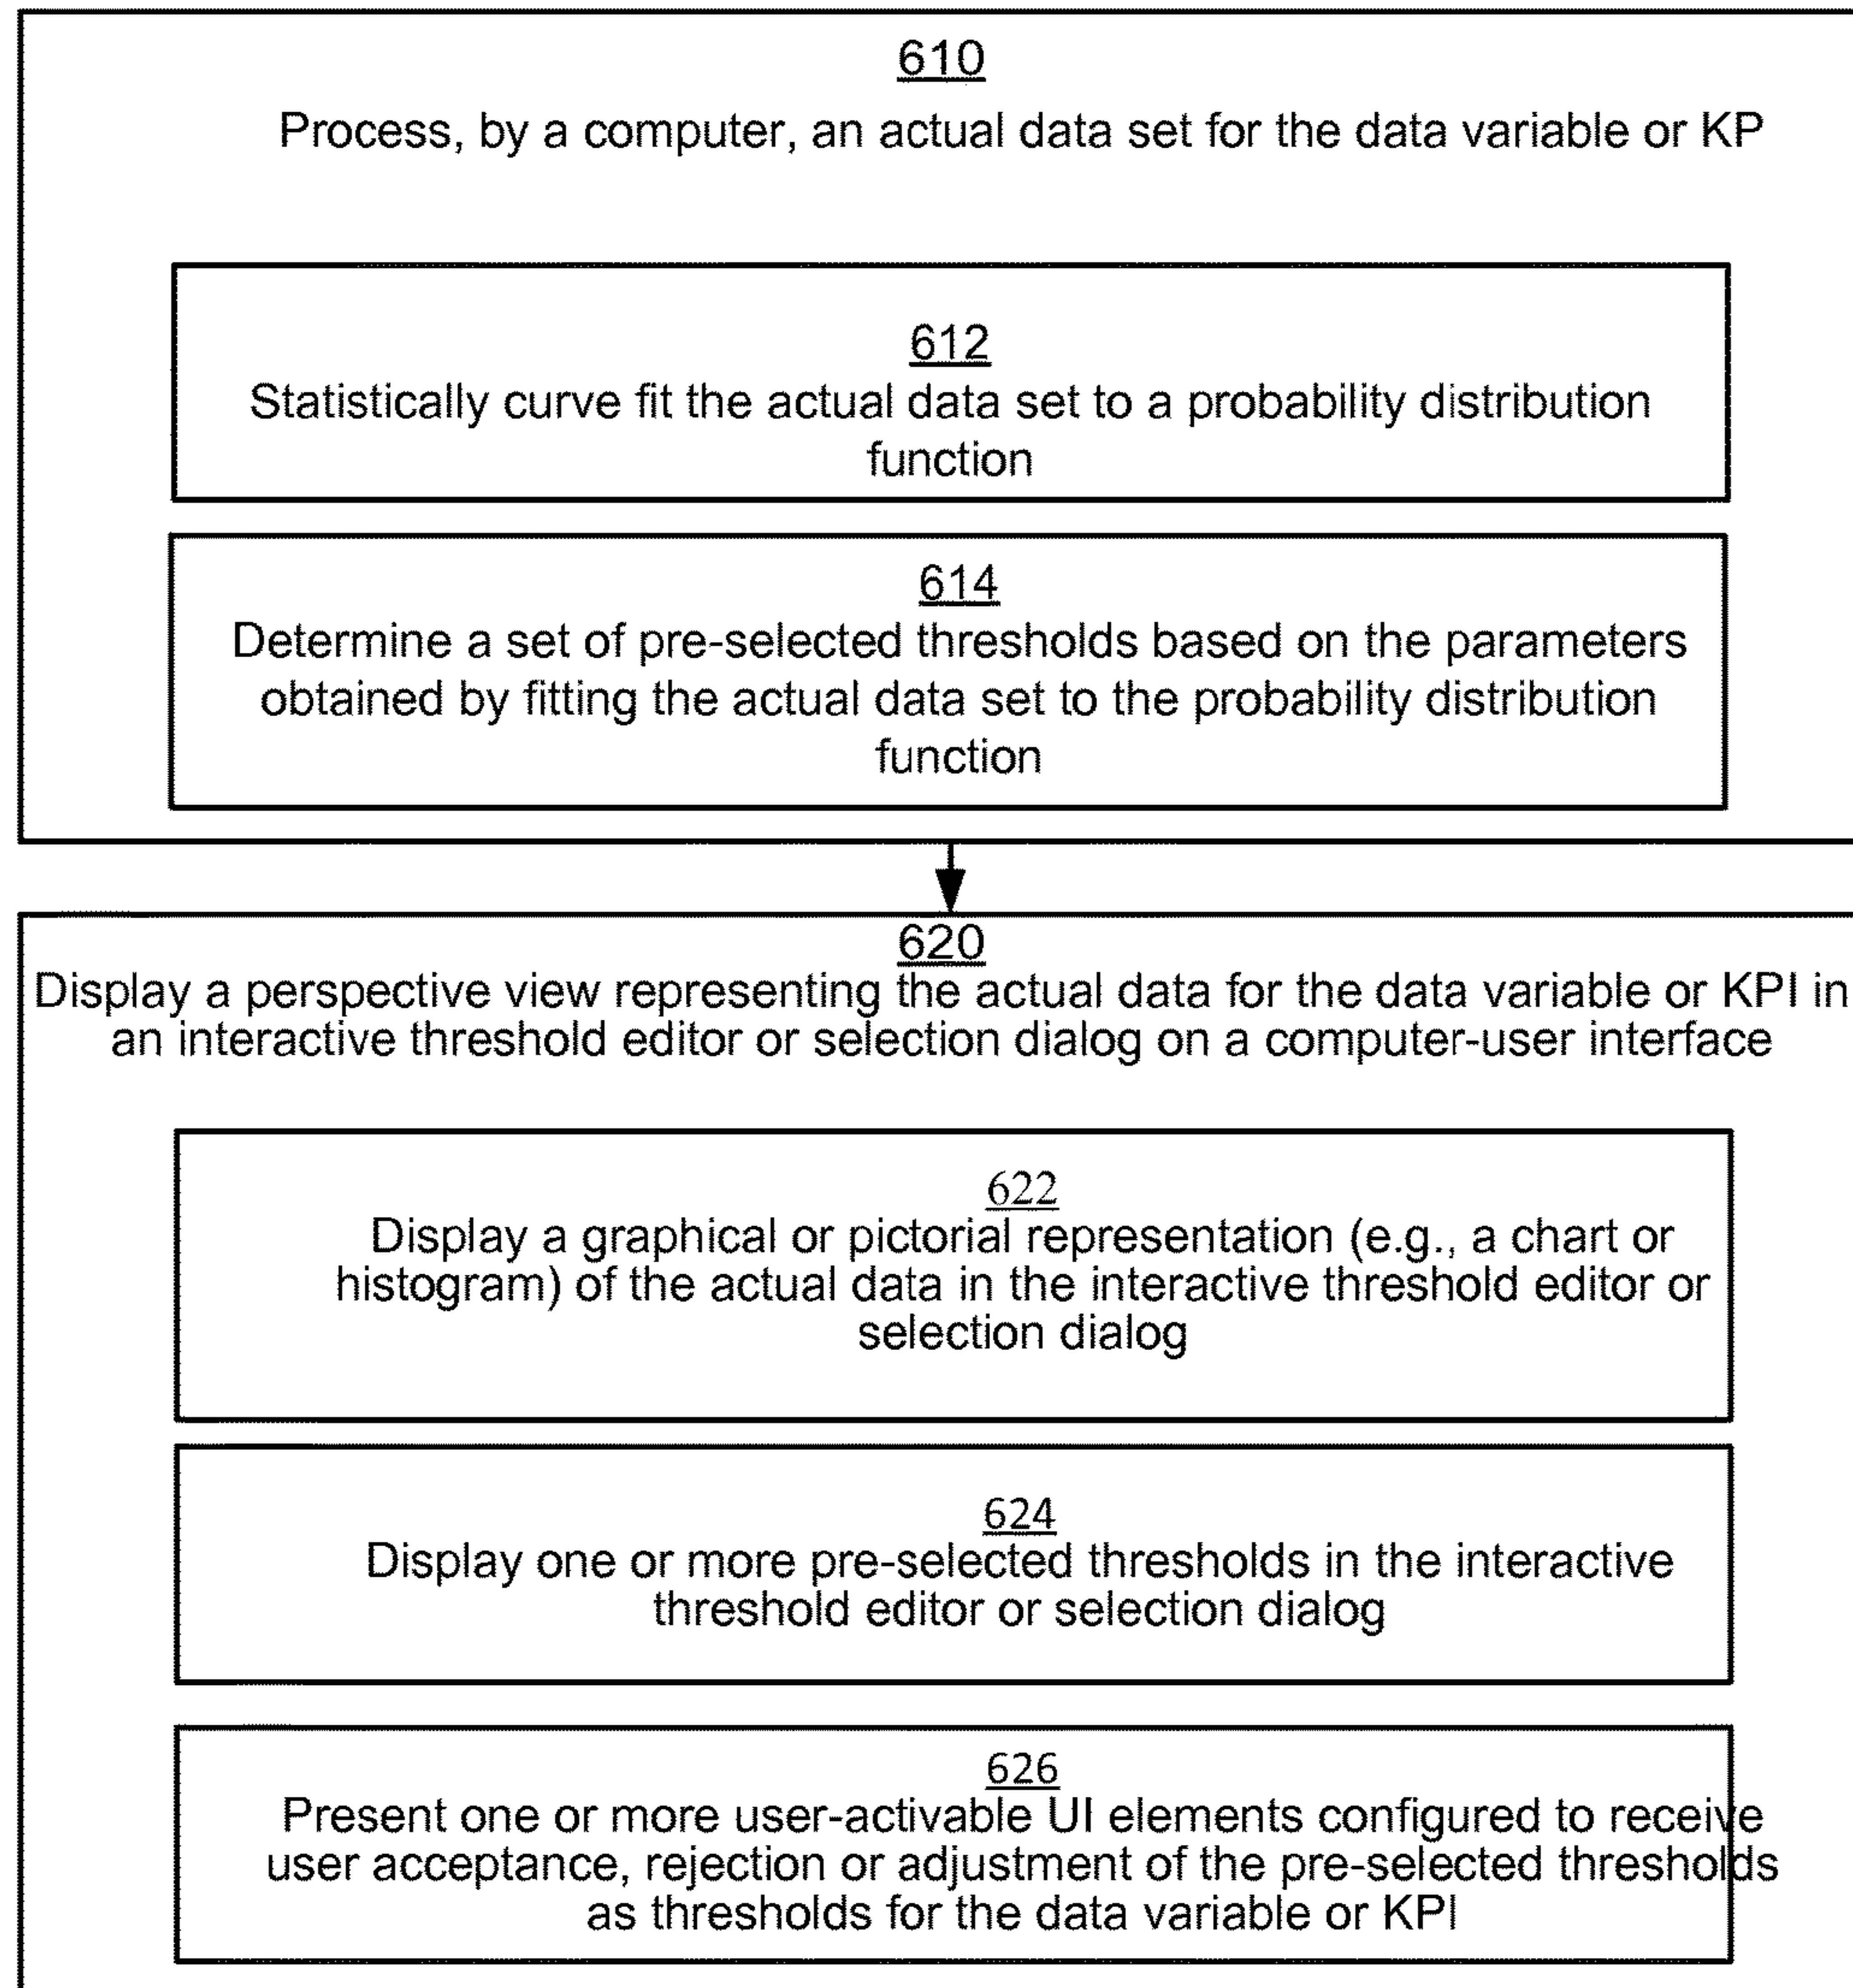 610
Process, by a computer, an actual data set for the data variable or KP
612
Statistically curve fit the actual data set to a probability distribution
function
614
Determine a set of pre-selected thresholds based on the parameters
obtained by fitting the actual data set to the probability distribution
function
620
Display a perspective view representing the actual data for the data variable or KPI in
an interactive threshold editor or selection dialog on a computer-user interface
622
Display a graphical or pictorial representation (e.g., a chart or
histogram) of the actual data in the interactive threshold editor or
selection dialog
624
Display one or more pre-selected thresholds in the interactive
threshold editor or selection dialog
626
Present one or more user-activable UI elements configured to receive
user acceptance, rejection or adjustment of the pre-selected thresholds
as thresholds for the data variable or KPI